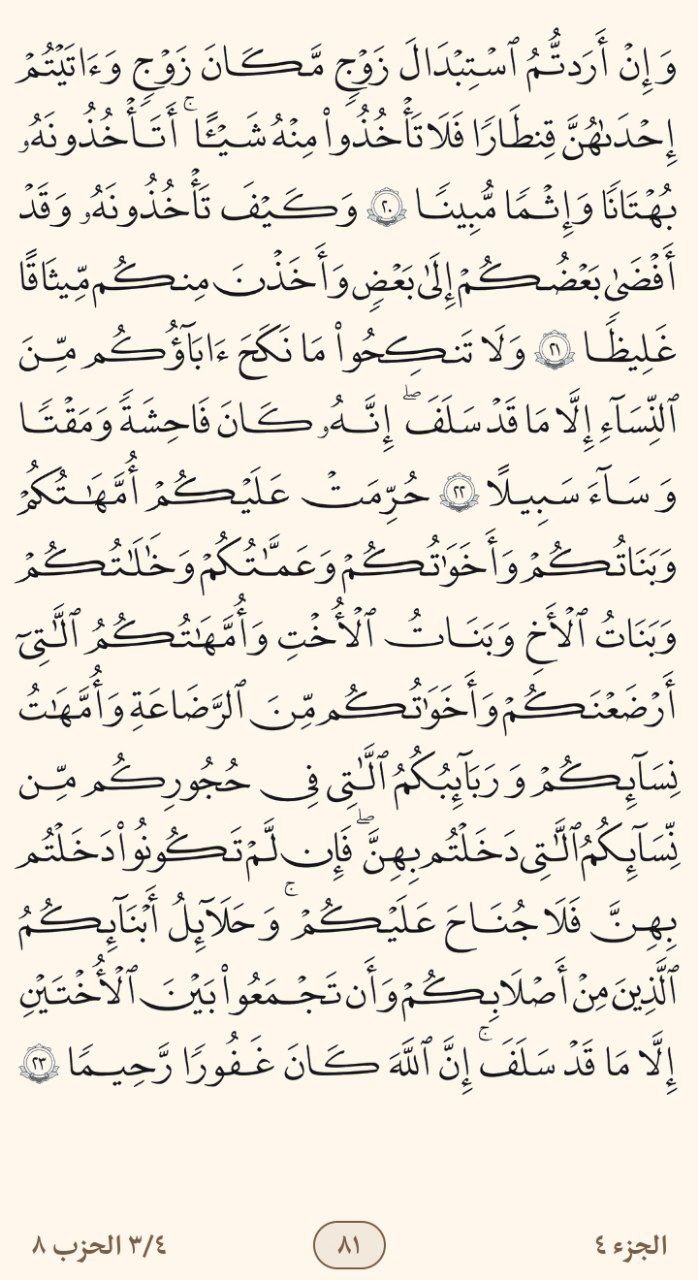 وَإِنْ أَرَدتُّمُ ٱسْتِبْدَالَ زَوْجٍ مَّكَانَ زَوْجٍ وَءَاتَيْتُمْ
إِحْدَىٰهُنَّ قِنطَارًا فَلَا تَأْخُذُوا۟ مِنْهُ شَيْـًٔا ۚ أَتَأْخُذُونَهُۥ
بُهْتَانًا وَإِثْمًا مُّبِينًا ٢٠ وَكَيْفَ تَأْخُذُونَهُۥ وَقَدْ
أَفْضَىٰ بَعْضُكُمْ إِلَىٰ بَعْضٍ وَأَخَذْنَ مِنكُم مِّيثَاقًا
غَلِيظًا ٢١ وَلَا تَنكِحُوا۟ مَا نَكَحَ ءَابَآؤُكُم مِّنَ
ٱلنِّسَآءِ إِلَّا مَا قَدْ سَلَفَ ۖ إِنَّهُۥ كَانَ فَاحِشَةً وَمَقْتًا
وَسَآءَ سَبِيلًا ٢٢ حُرِّمَتْ عَلَيْكُمْ أُمَّهَـٰتُكُمْ
وَبَنَاتُكُمْ وَأَخَوَٰتُكُمْ وَعَمَّـٰتُكُمْ وَخَـٰلَـٰتُكُمْ
وَبَنَاتُ ٱلْأَخِ وَبَنَاتُ ٱلْأُخْتِ وَأُمَّهَـٰتُكُمُ ٱلَّـٰتِىٓ
أَرْضَعْنَكُمْ وَأَخَوَٰتُكُم مِّنَ ٱلرَّضَـٰعَةِ وَأُمَّهَـٰتُ
نِسَآئِكُمْ وَرَبَـٰٓئِبُكُمُ ٱلَّـٰتِى فِى حُجُورِكُم مِّن
نِّسَآئِكُمُ ٱلَّـٰتِى دَخَلْتُم بِهِنَّ ۖ فَإِن لَّمْ تَكُونُوا۟ دَخَلْتُم
بِهِنَّ فَلَا جُنَاحَ عَلَيْكُمْ ۚ وَحَلَـٰٓئِلُ أَبْنَآئِكُمُ
ٱلَّذِينَ مِنْ أَصْلَـٰبِكُمْ وَأَن تَجْمَعُوا۟ بَيْنَ ٱلْأُخْتَيْنِ
إِلَّا مَا قَدْ سَلَفَ ۚ إِنَّ ٱللَّهَ كَانَ غَفُورًا رَّحِيمًا ٢٣
الجزء ٤ ٨١ ٣/٤ الحزب ٨